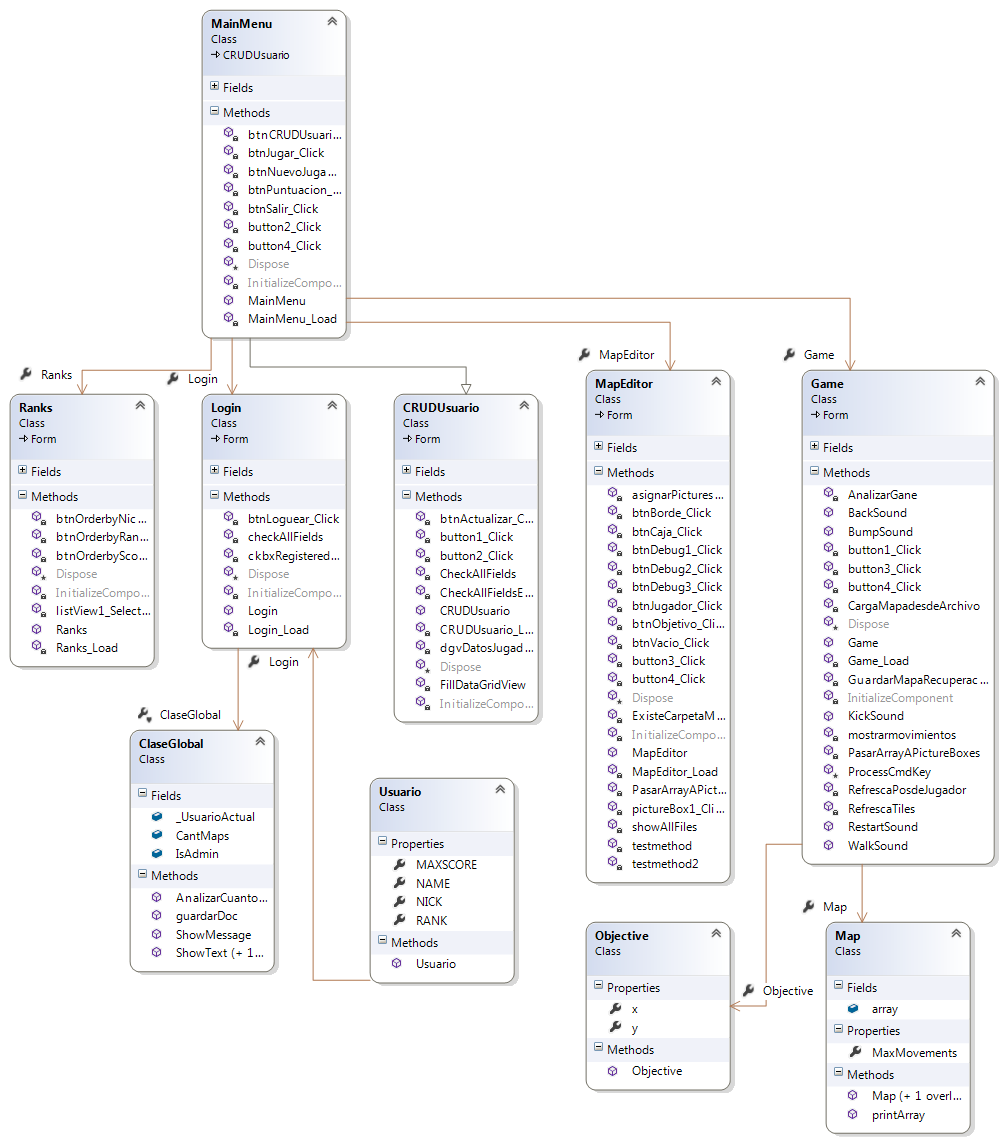 MainMenu
Class
CRUDUsuario
Fields
Methods
btnCRUDUsuari...
btnJugar_Click
btnNuevoJuga...
btnPuntuacion_...
btnSalir_Click
button2_Click
button4_Click
Dispose
InitializeCompo...
MainMenu
MainMenu_Load
Ranks
Login
MapEditor
Game
Ranks
Class
Form
Fields
Methods
btnOrderbyNic...
btnOrderbyRan...
btnOrderbySco...
Dispose
InitializeCompo...
listView1_Select...
Ranks
Ranks_Load
Login
Class
Form
Fields
Methods
btnLoguear_Click
checkAllFields
ckbxRegistered...
Dispose
InitializeCompo...
Login
Login_Load
CRUDUsuario
Class
Form
Fields
Methods
btnActualizar_C...
button1_Click
button2_Click
CheckAllFields
CheckAllFieldsE...
CRUDUsuario
CRUDUsuario_L...
dgvDatosJugad...
Dispose
FillDataGridView
InitializeCompo...
MapEditor
Class
Form
Fields
Methods
asignarPictures...
btnBorde_Click
btnCaja_Click
btnDebug1_Click
btnDebug2_Click
btnDebug3_Click
btnJugador_Click
btnObjetivo_Cli...
btnVacio_Click
button3_Click
button4_Click
Dispose
ExisteCarpetaM...
InitializeCompo...
MapEditor
MapEditor_Load
PasarArrayAPict...
pictureBox1_Cli...
showAllFiles
testmethod
testmethod2
Game
Class
Form
Fields
Methods
AnalizarGane
BackSound
BumpSound
button1_Click
button3_Click
button4_Click
CargaMapadesdeArchivo
Dispose
Game
Game_Load
GuardarMapaRecuperac...
InitializeComponent
KickSound
mostrarmovimientos
PasarArrayAPictureBoxes
ProcessCmdKey
RefrescaPosdeJugador
RefrescaTiles
RestartSound
WalkSound
Login
ClaseGlobal
ClaseGlobal
Class
Fields
_UsuarioActual
CantMaps
IsAdmin
Methods
AnalizarCuanto...
guardarDoc
ShowMessage
ShowText (+ 1...
Usuario
Class
Properties
MAXSCORE
NAME
NICK
RANK
Methods
Usuario
Map
Objective
Objective
Class
Properties
x
y
Methods
Objective
Map
Class
Fields
array
Properties
MaxMovements
Methods
Map (+ 1 overl...
printArray